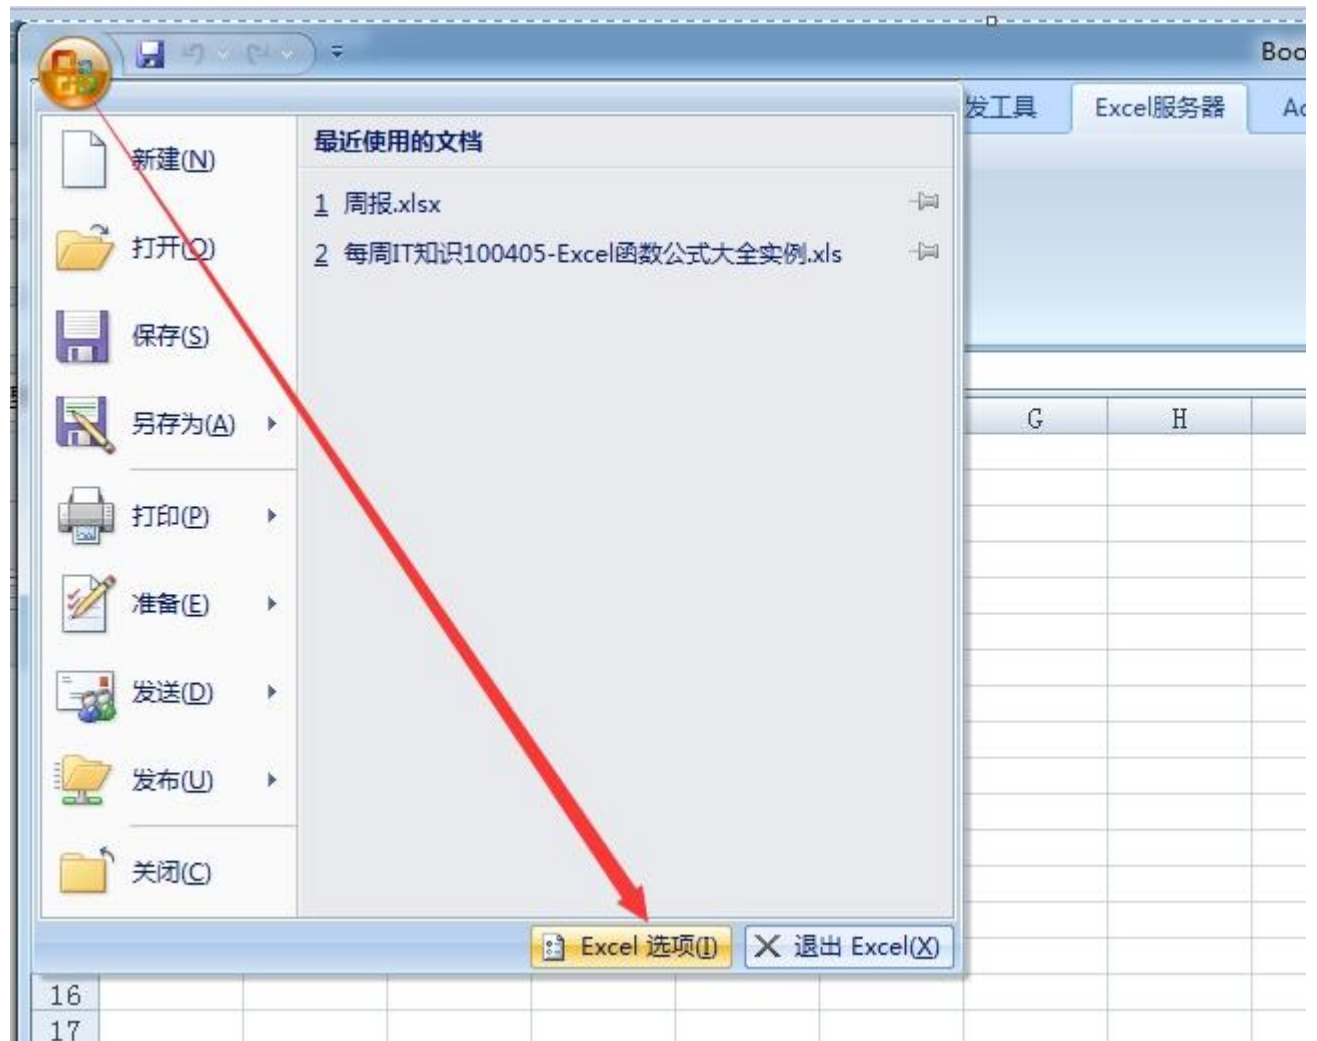 Boo
发工具 Excel服务器 Ac
最近使用的文档
新建(N)
1 周报.xlsx
打开(O)
2 每周IT知识100405-Excel函数公式大全实例.xls
保存(S)
另存为(A)
G H
打印(P)
准备(E)
发送(D)
发布(U)
关闭(C)
Excel 选项(I) 退出 Excel(X)
16
17